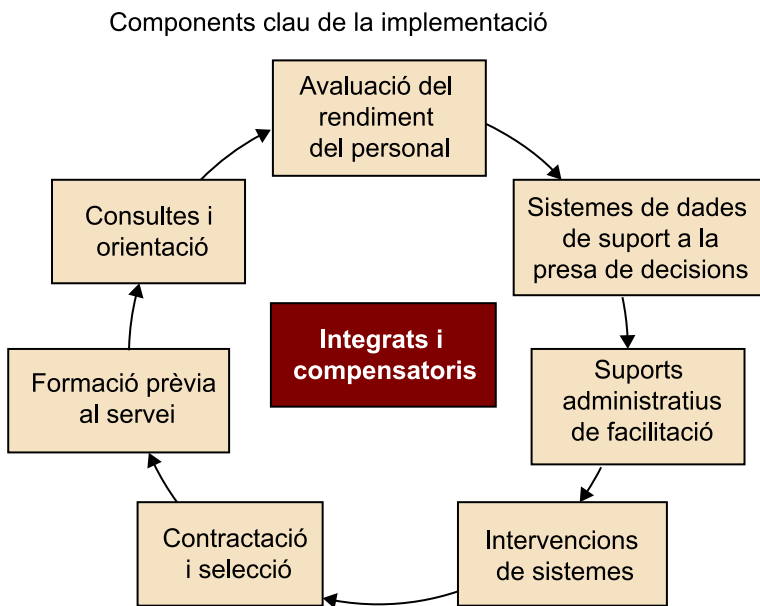 Components clau de la implementació
Avaluació del
rendiment
del personal
Sistemes de dades
de suport a la
presa de decisions
Suports
administratius
de facilitació
Intervencions
de sistemes
Contractació
i selecció
Formació prèvia
al servei
Consultes i
orientació
Integrats i
compensatoris